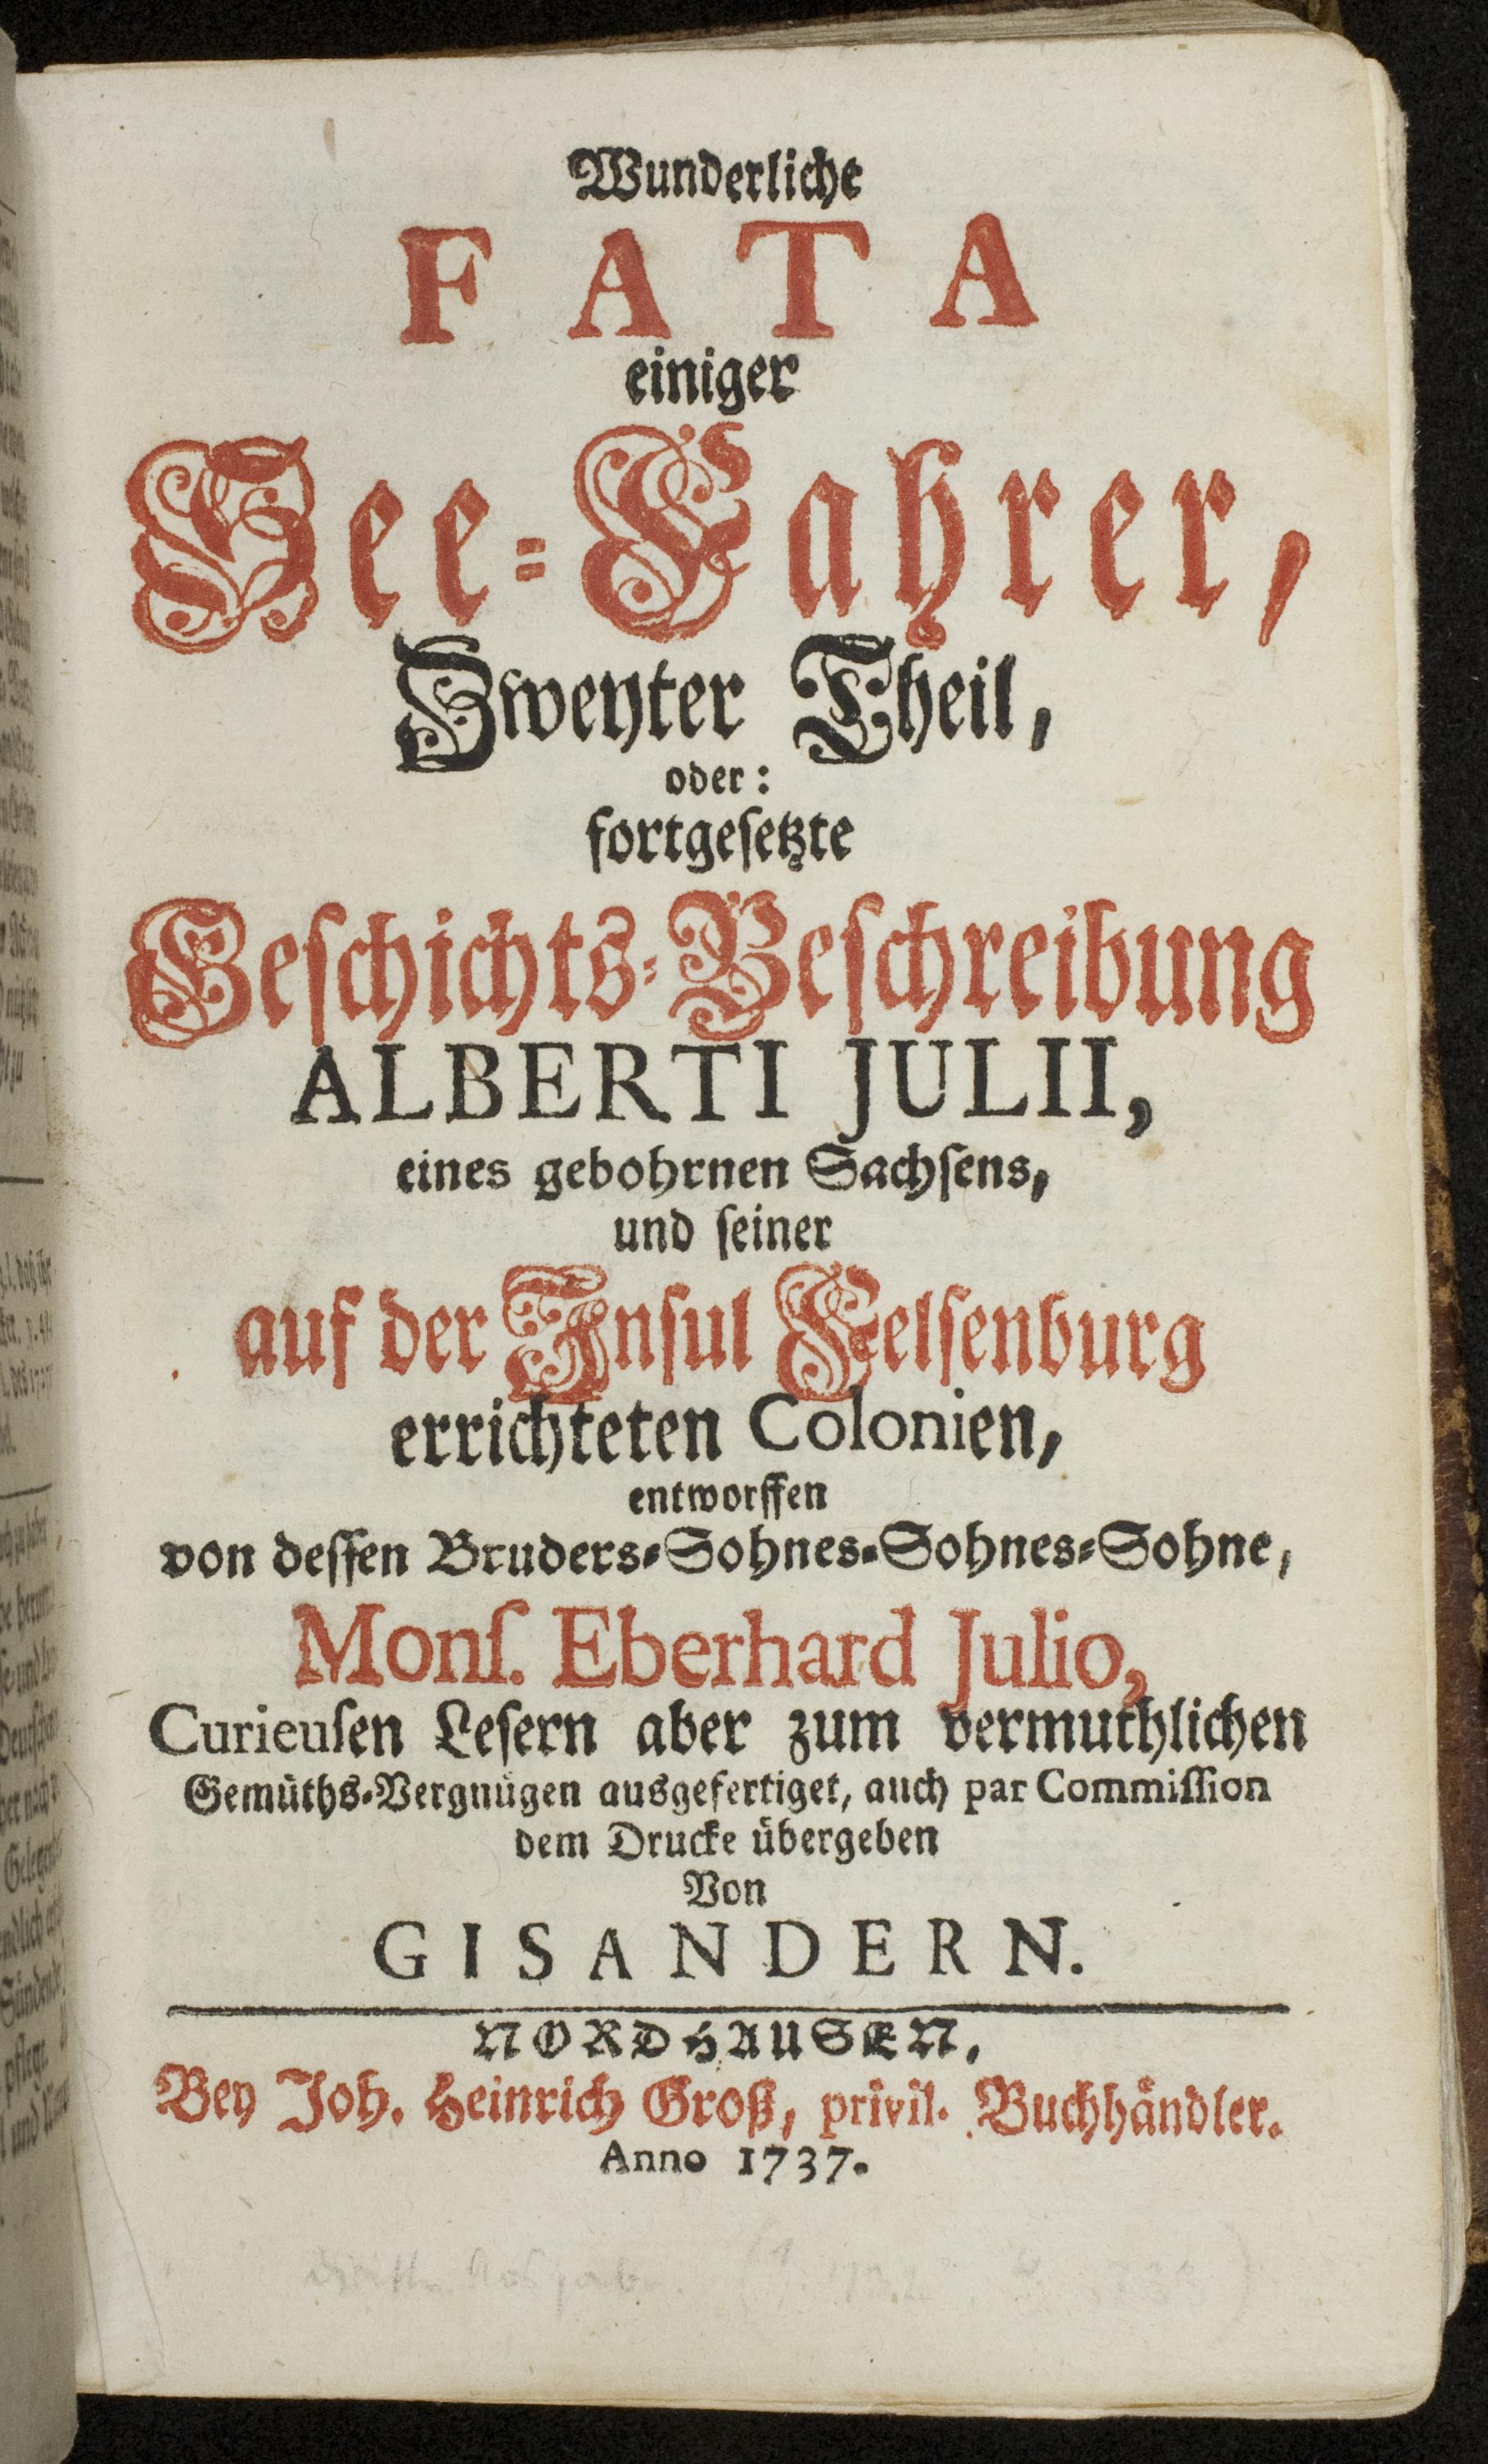 Wunderliche
FATA
einiger
See-Fahrer,
Zweyter Theil,
oder:
fortgesetzte
Geschichts-Beschreibung
ALBERTI JULII,
eines gebohrnen Sachsens,
und seiner
auf der Insul Felsenburg
errichteten Colonien,
entworffen
von dessen Bruders-Sohnes-Sohnes-Sohne,
Monſ. Eberhard Julio,
Curieusen Lesern aber zum vermuthlichen
Gemüths-Vergnügen ausgefertiget, auch par Commission
dem Drucke übergeben
Von
GISANDERN.
NORDHAUSEN,
Bey Joh. Heinrich Groß, privil. Buchhändler.
Anno 1737.